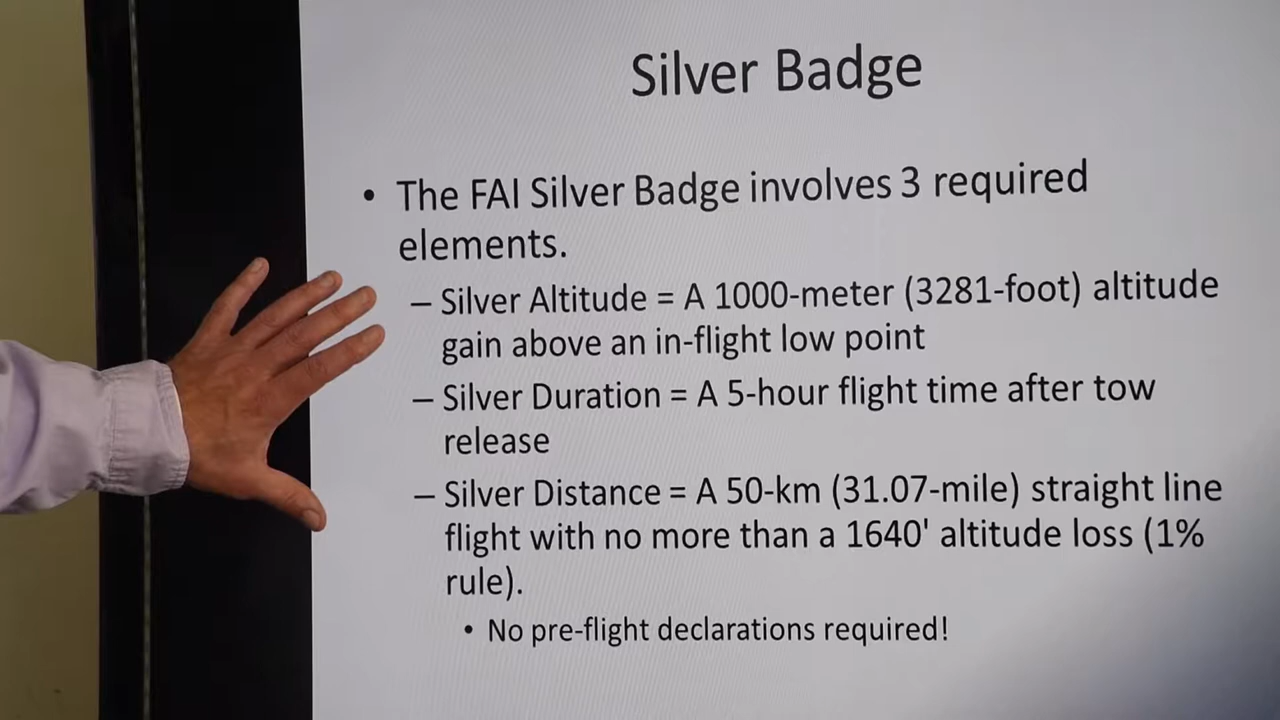 Silver Badge
• The FAI Silver Badge involves 3 required
elements.
– Silver Altitude = A 1000-meter (3281-foot) altitude
gain above an in-flight low point
– Silver Duration = A 5-hour flight time after tow
release
– Silver Distance = A 50-km (31.07-mile) straight line
flight with no more than a 1640' altitude loss (1%
rule).
• No pre-flight declarations required!